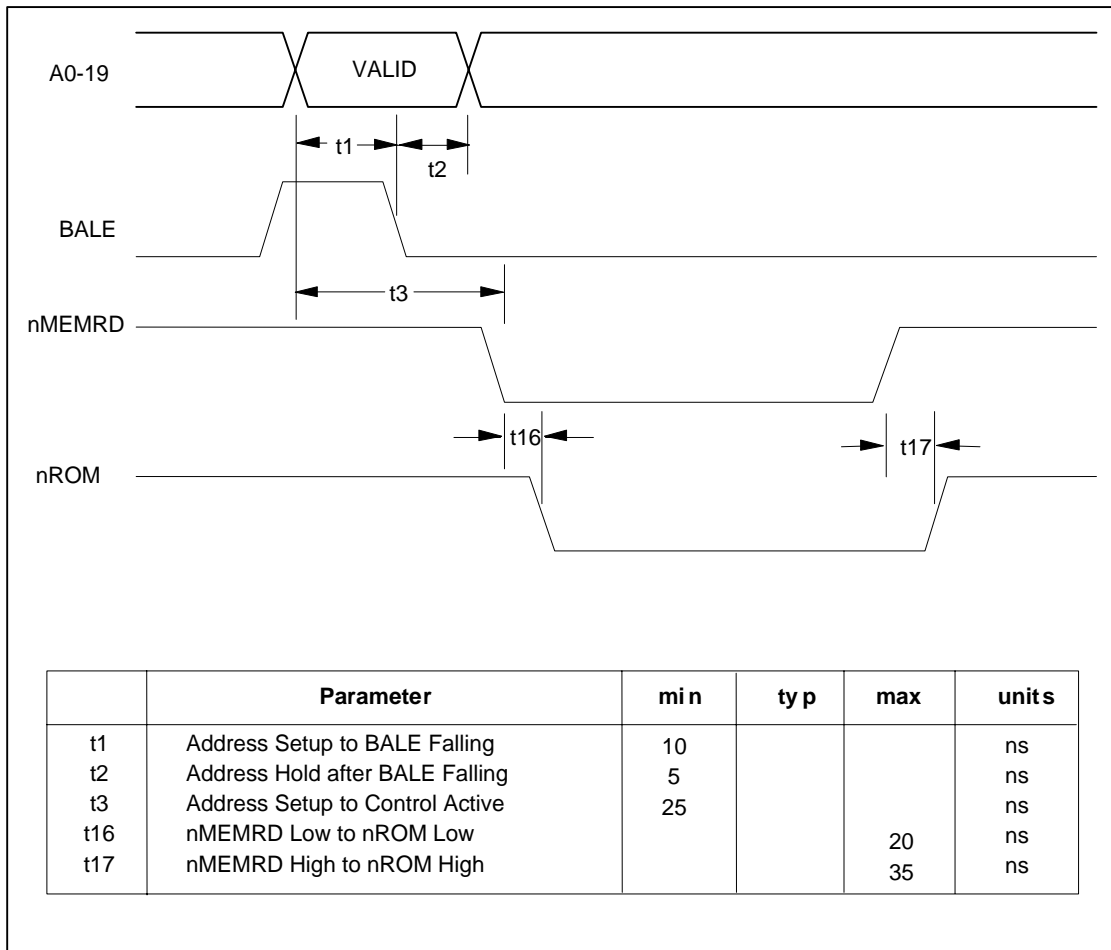 A0-19
VALID
t1
t2
BALE
t3
nMEMRD
t16
t17
nROM
Parameter min typ max units
t1 Address Setup to BALE Falling 10 ns
t2 Address Hold after BALE Falling 5 ns
t3 Address Setup to Control Active 25 ns
t16 nMEMRD Low to nROM Low 20 ns
t17 nMEMRD High to nROM High 35 ns